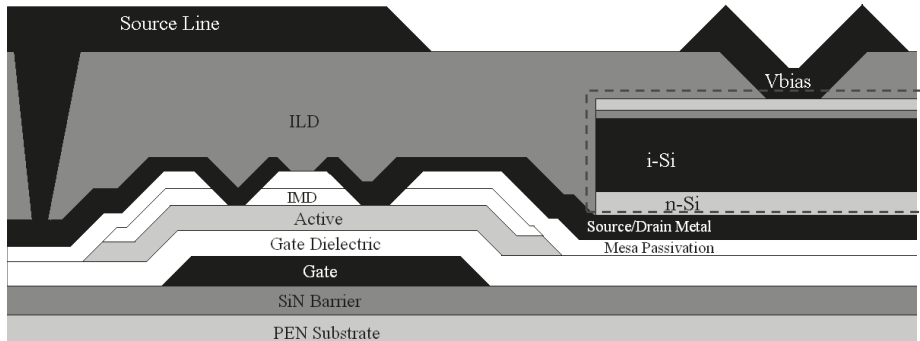 Source Line
Vbias
ILD
i-Si
n-Si
IMD
Active
Source/Drain Metal
Gate Dielectric
Mesa Passivation
Gate
SiN Barrier
PEN Substrate